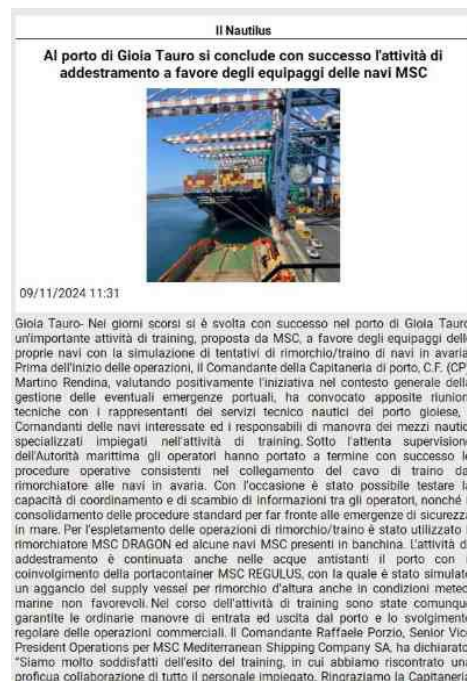 Il Nautilus
Al porto di Gioia Tauro si conclude con successo l'attività di
addestramento a favore degli equipaggi delle navi MSC
09/11/2024 11:31
Gioia Tauro- Nei giorni scorsi si è svolta con successo nel porto di Gioia Tauro
un'importante attività di training, proposta da MSC, a favore degli equipaggi delle
proprie navi con la simulazione di tentativi di rimorchio/traino di navi in avaria.
Prima dell'inizio delle operazioni, il Comandante della Capitaneria di porto, C.F. (CP)
Martino Rendina, valutando positivamente l'iniziativa nel contesto generale della
gestione delle eventuali emergenze portuali, ha convocato apposite riunioni
tecniche con i rappresentanti dei servizi tecnico nautici del porto gioiese, i
Comandanti delle navi interessate ed i responsabili di manovra dei mezzi nautici
specializzati impiegati nell'attività di training. Sotto l'attenta supervisione
dell'Autorità marittima gli operatori hanno portato a termine con successo le
procedure operative consistenti nel collegamento del cavo di traino dal
rimorchiatore alle navi in avaria. Con l'occasione è stato possibile testare la
capacità di coordinamento e di scambio di informazioni tra gli operatori, nonché il
consolidamento delle procedure standard per far fronte alle emergenze di sicurezza
in mare. Per l'espletamento delle operazioni di rimorchio/traino è stato utilizzato il
rimorchiatore MSC DRAGON ed alcune navi MSC presenti in banchina. L'attività di
addestramento è continuata anche nelle acque antistanti il porto con il
coinvolgimento della portacontainer MSC REGULUS, con la quale è stato simulato
un aggancio del supply vessel per rimorchio d'altura anche in condizioni meteo
marine non favorevoli. Nel corso dell'attività di training sono state comunque
garantite le ordinarie manovre di entrata ed uscita dal porto e lo svolgimento
regolare delle operazioni commerciali. Il Comandante Raffaele Porzio, Senior Vice
President Operations per MSC Mediterranean Shipping Company SA, ha dichiarato:
"Siamo molto soddisfatti dell'esito del training, in cui abbiamo riscontrato una
proficua collaborazione di tutto il personale impiegato. Ringraziamo la Capitaneria